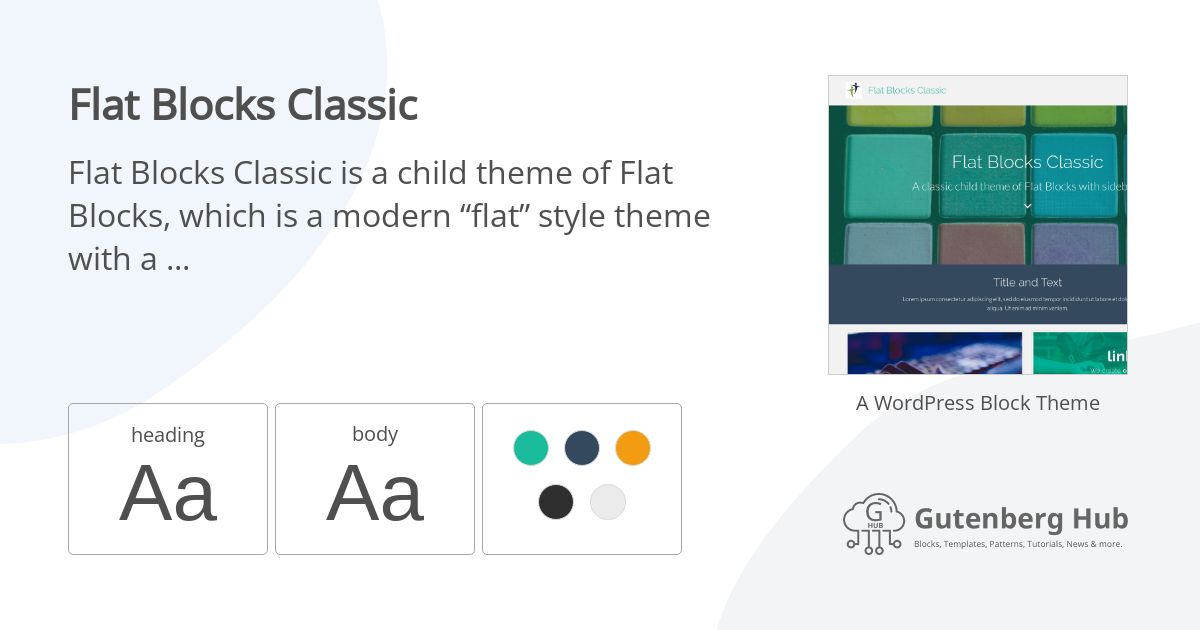 Flat Blocks Classic
Flat Blocks Classic is a child theme of Flat
Blocks, which is a modern “flat” style theme
with a ...
heading
Aa
body
Aa
Flat Blocks Classic
Flat Blocks Classic
A classic child theme of Flat Blocks with sideb
Title and Text
Lorem ipsum consectetur adipiscing elit, sed do eiusmod tempor incididunt ut labore et dol
aliqua. Ut enim ad minim veniam.
lin
we create
A WordPress Block Theme
G
HUB
Gutenberg Hub
Blocks, Templates, Patterns, Tutorials, News & more.